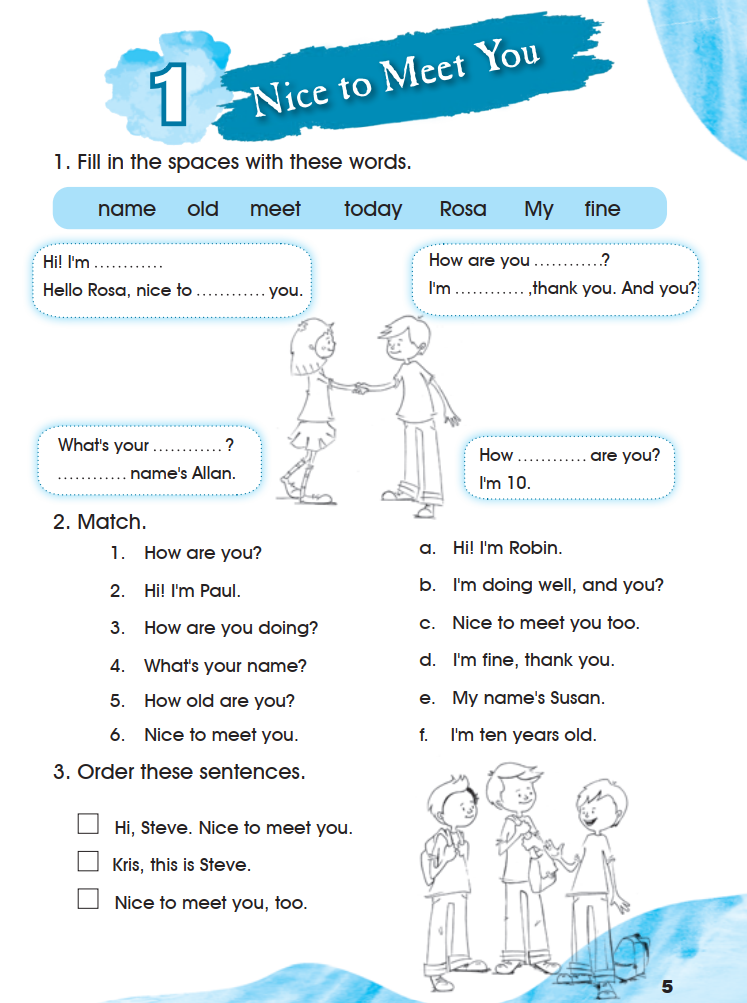 1
Nice to Meet You
1. Fill in the spaces with these words.
name old meet today Rosa My fine
Hi! I'm ............
Hello Rosa, nice to ............ you.
How are you ............?
I'm ............ ,thank you. And you?
What's your ............ ?
............ name's Allan.
How ............ are you?
I'm 10.
2. Match.
1. How are you?
2. Hi! I'm Paul.
3. How are you doing?
4. What's your name?
5. How old are you?
6. Nice to meet you.
a. Hi! I'm Robin.
b. I'm doing well, and you?
c. Nice to meet you too.
d. I'm fine, thank you.
e. My name's Susan.
f. I'm ten years old.
3. Order these sentences.
Hi, Steve. Nice to meet you.
Kris, this is Steve.
Nice to meet you, too.
5